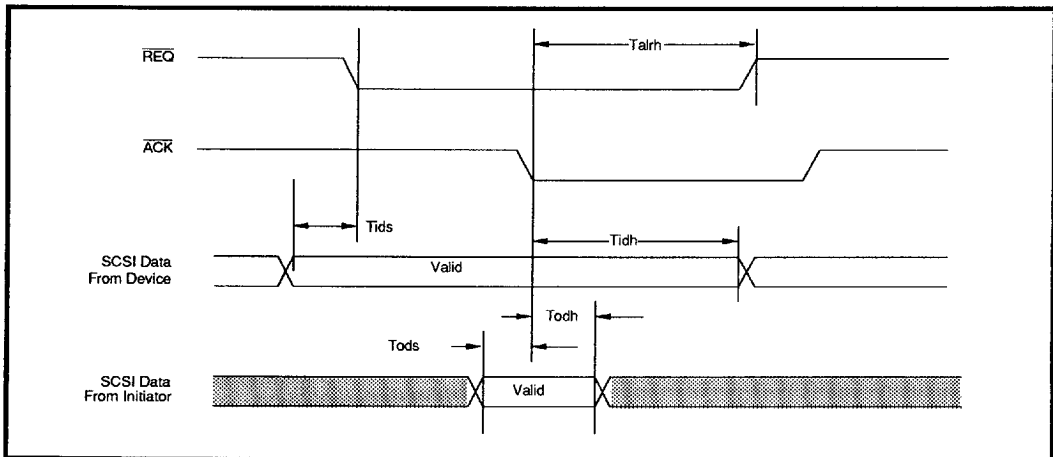 Talrh
REQ
ACK
Tids
Tidh
SCSI Data
From Device
Valid
Todh
Tods
SCSI Data
From Initiator
Valid